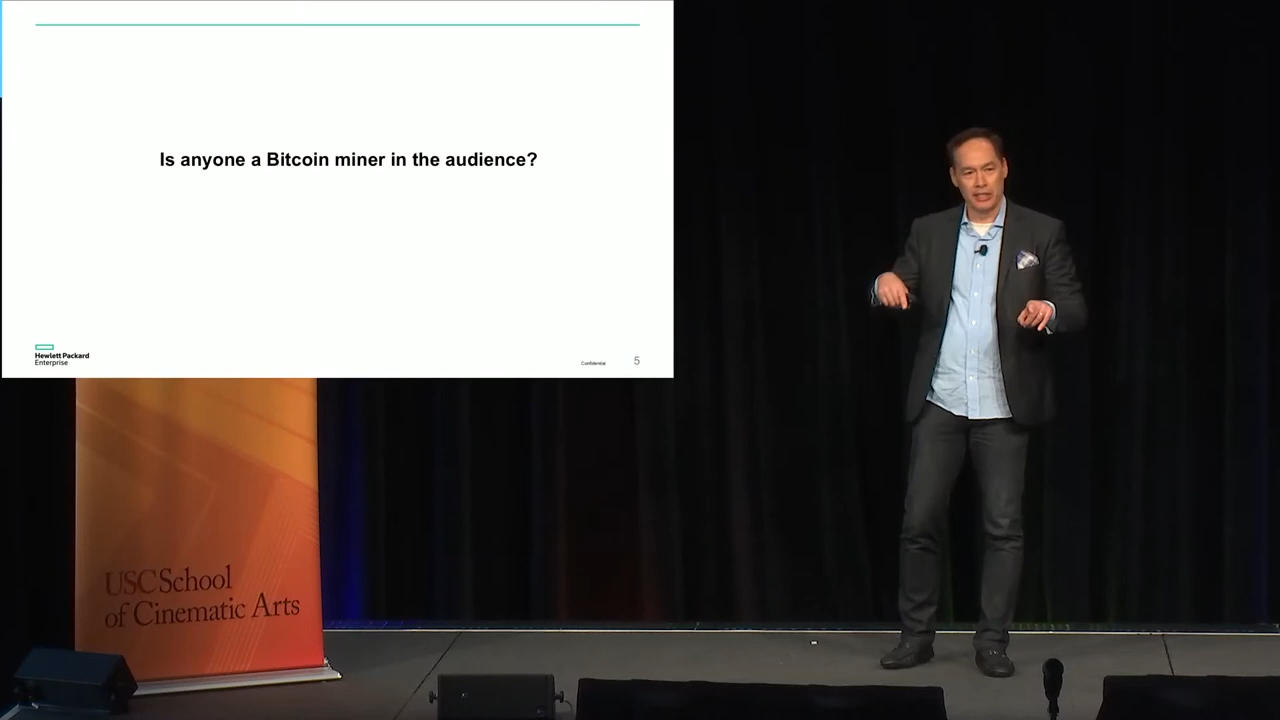 Is anyone a Bitcoin miner in the audience?
Hewlett Packard
Enterprise
Confidential
5
USC School
of Cinematic Arts